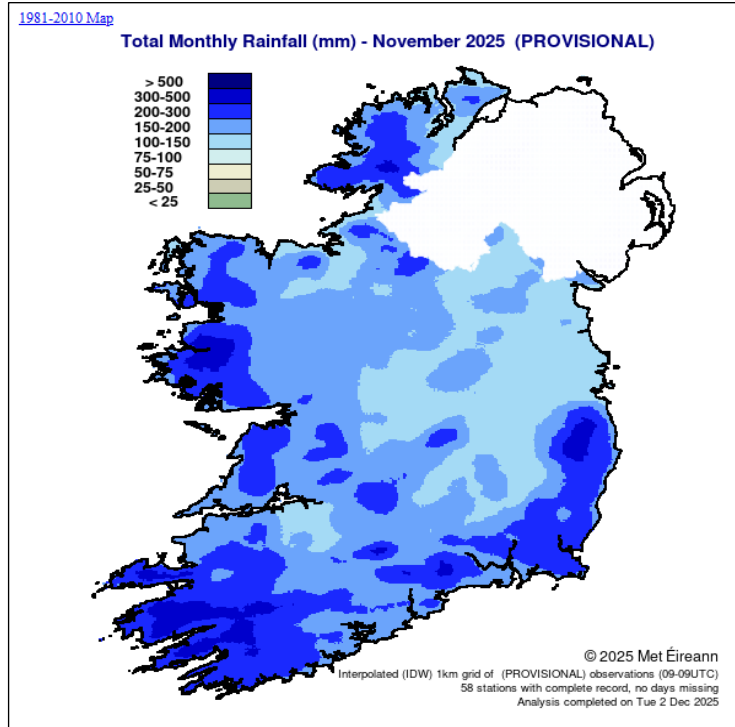 1981-2010 Map
Total Monthly Rainfall (mm) - November 2025 (PROVISIONAL)
> 500
300-500
200-300
150-200
100-150
75-100
50-75
25-50
< 25
© 2025 Met Éireann
Interpolated (IDW) 1km grid of (PROVISIONAL) observations (09-09UTC)
58 stations with complete record, no days missing
Analysis completed on Tue 2 Dec 2025